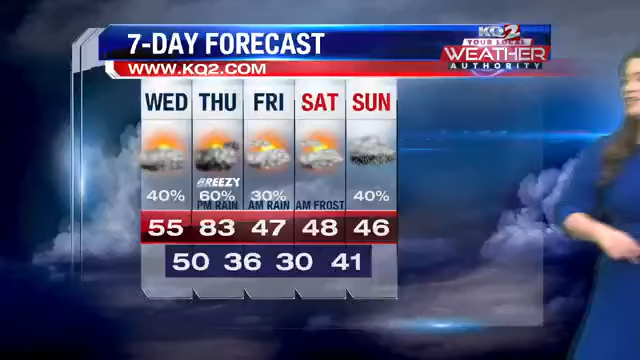 7-DAY FORECAST
WWW.KQ2.COM
KQ2
YOUR LOCAL
WEATHER
AUTHORITY
WED THU FRI SAT SUN
BREEZY
40% 60% 30% 40%
PM RAIN AM RAIN AM FROST
55 83 47 48 46
50 36 30 41